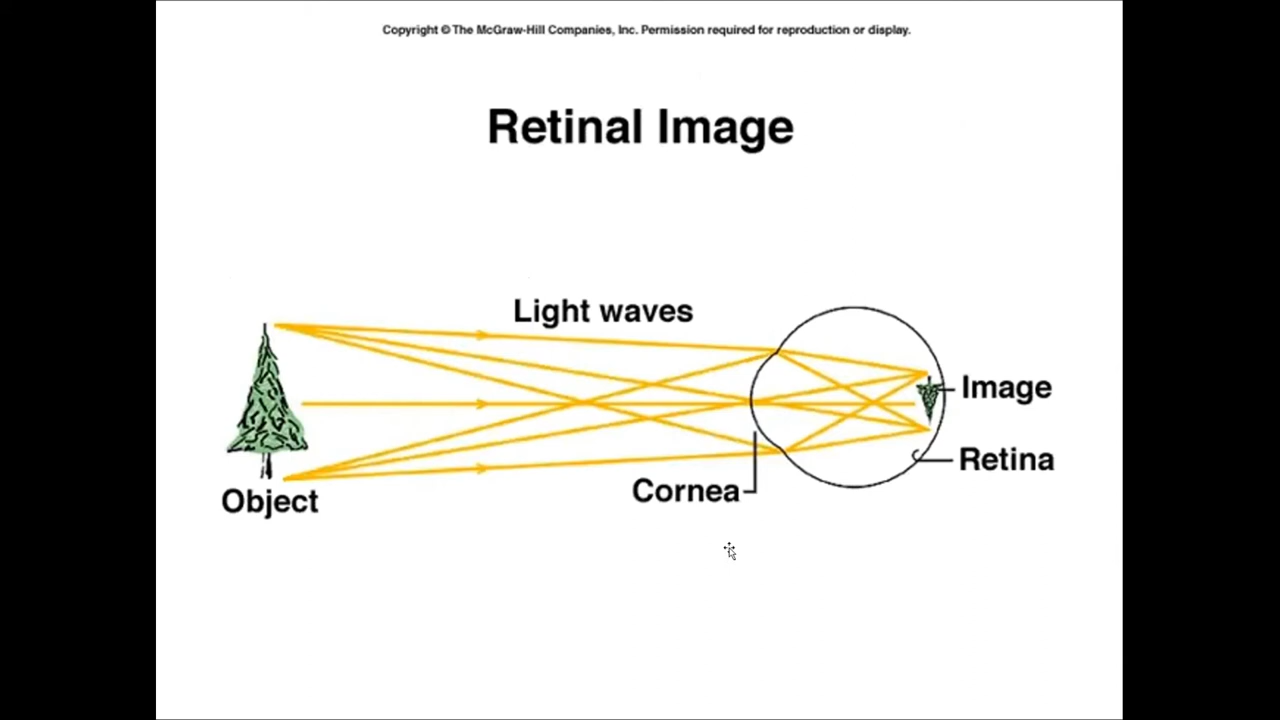 Copyright © The McGraw-Hill Companies, Inc. Permission required for reproduction or display.
Retinal Image
Light waves
Image
Retina
Cornea
Object